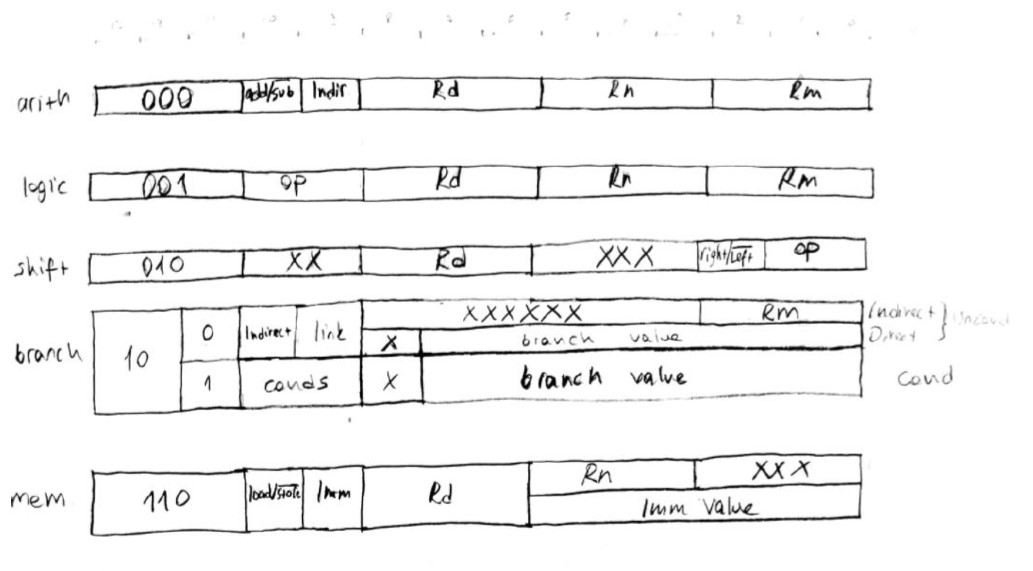 arith 000 add/sub Indir Rd Rn Rm
logic 001 OP Rd Rn Rm
shift 010 XX Rd XXX right/Left OP
XXXXXX Rm Indirect
branch 10 0 Indirect link X branch value Direct
1 conds X branch value Cond
Rn XXX
mem 110 load/store Rd
Imm value